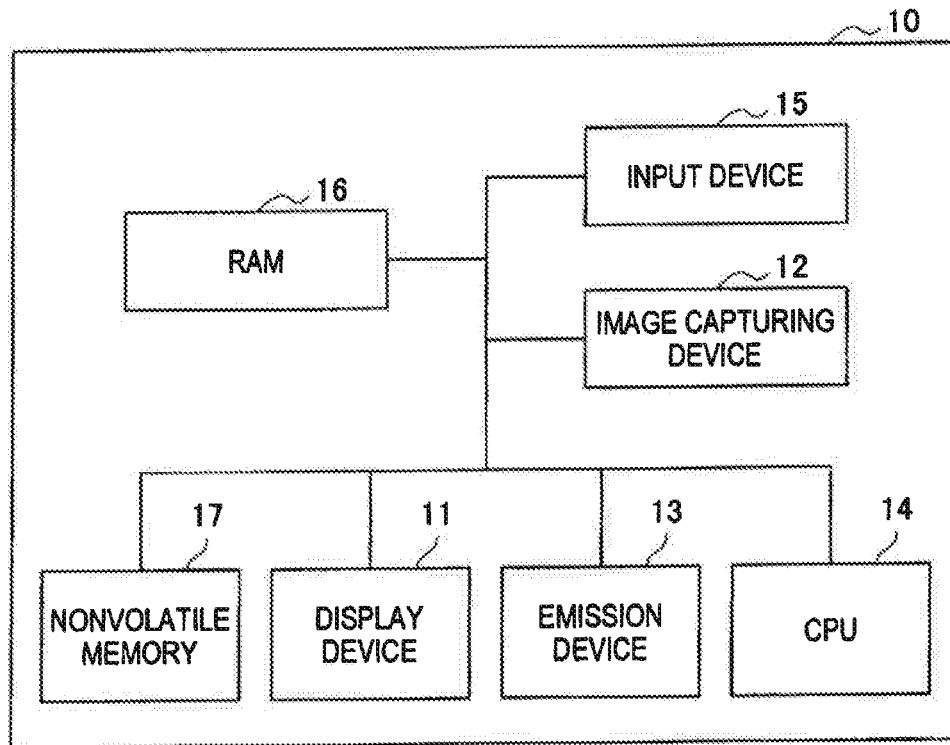 10
15
INPUT DEVICE
16
RAM
12
IMAGE CAPTURING
DEVICE
17
NONVOLATILE
MEMORY
11
DISPLAY
DEVICE
13
EMISSION
DEVICE
14
CPU